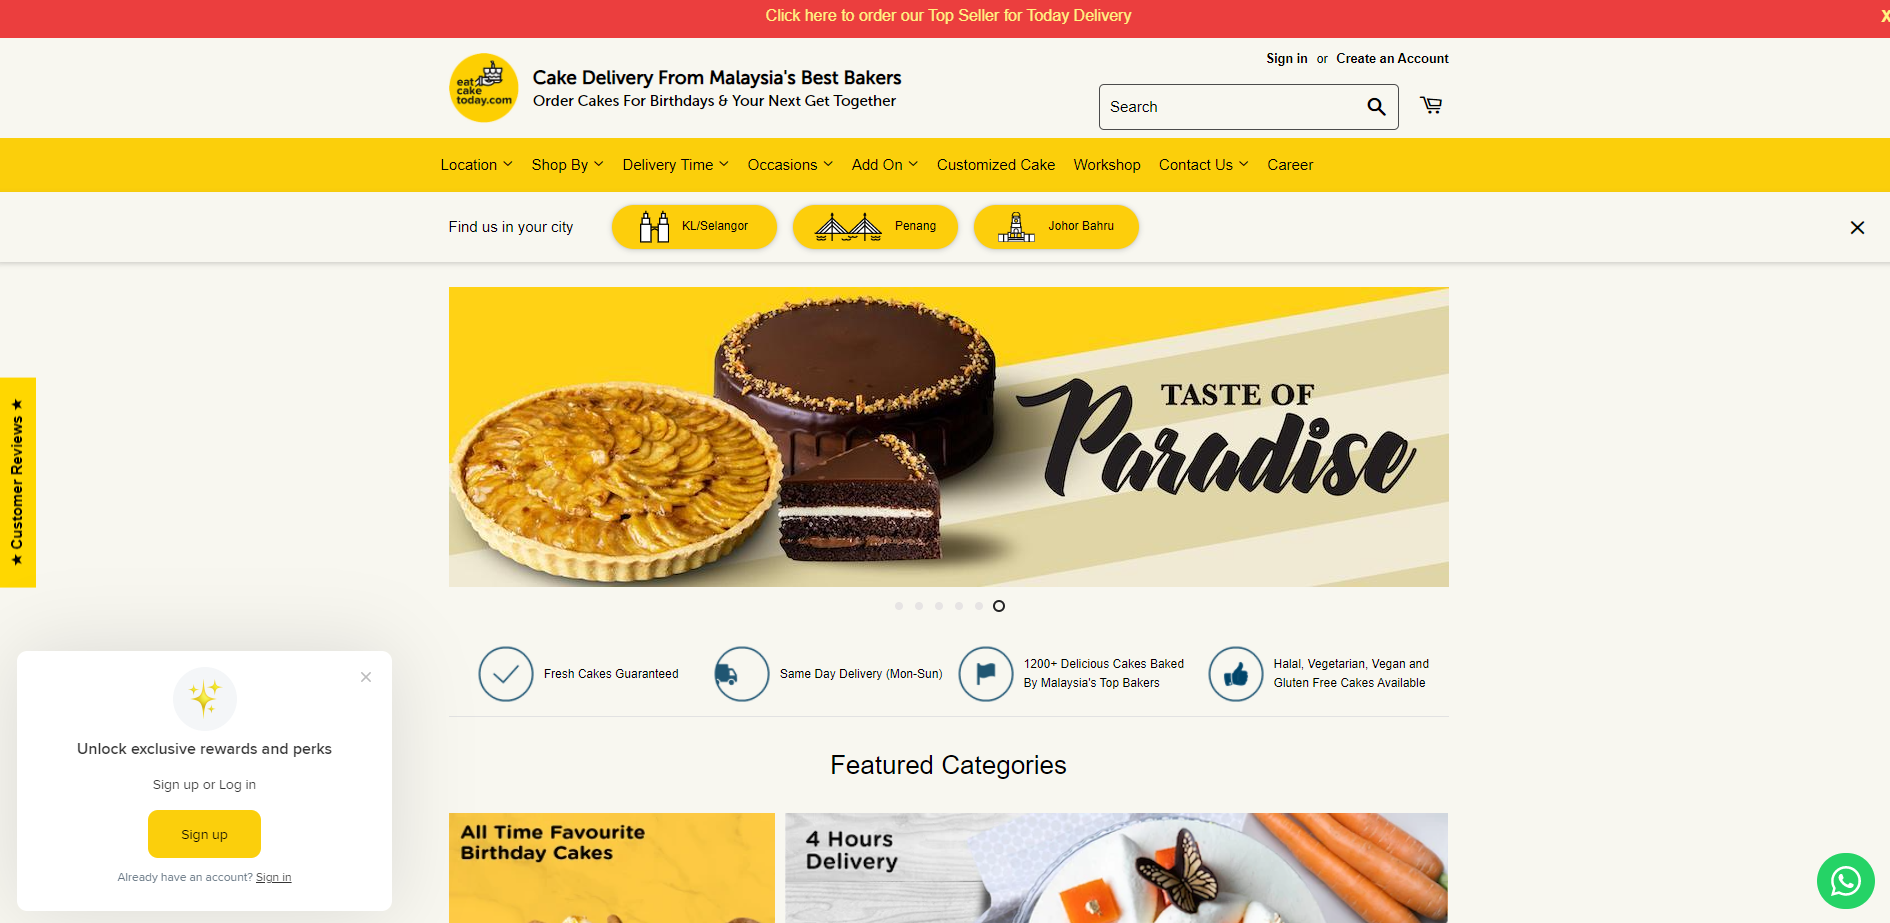 Click here to order our Top Seller for Today Delivery
X
Sign in or Create an Account
eat
cake
today.com
Cake Delivery From Malaysia's Best Bakers
Order Cakes For Birthdays & Your Next Get Together
Search
Location
Shop By
Delivery Time
Occasions
Add On
Customized Cake
Workshop
Contact Us
Career
Find us in your city
KL/Selangor
Penang
Johor Bahru
TASTE OF
Paradise
★ Customer Reviews ★
Fresh Cakes Guaranteed
Same Day Delivery (Mon-Sun)
1200+ Delicious Cakes Baked
By Malaysia's Top Bakers
Halal, Vegetarian, Vegan and
Gluten Free Cakes Available
Unlock exclusive rewards and perks
Sign up or Log in
Sign up
Already have an account? Sign in
Featured Categories
All Time Favourite
Birthday Cakes
4 Hours
Delivery